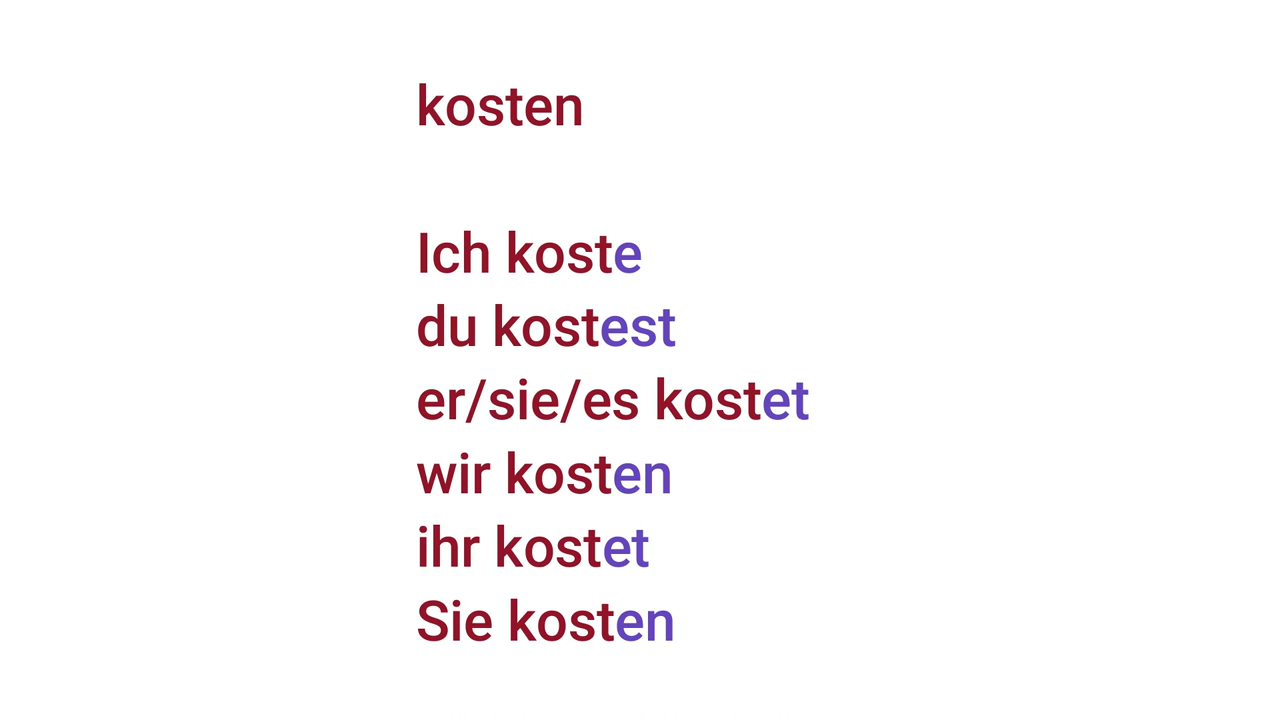 kosten
Ich koste
du kostest
er/sie/es kostet
wir kosten
ihr kostet
Sie kosten